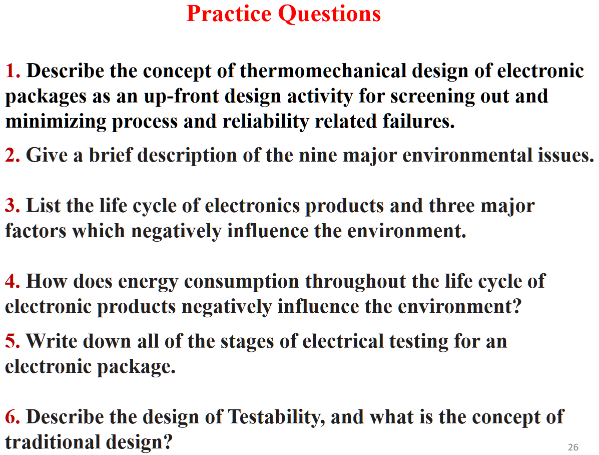 Practice Questions
1. Describe the concept of thermomechanical design of electronic
packages as an up-front design activity for screening out and
minimizing process and reliability related failures.
2. Give a brief description of the nine major environmental issues.
3. List the life cycle of electronics products and three major
factors which negatively influence the environment.
4. How does energy consumption throughout the life cycle of
electronic products negatively influence the environment?
5. Write down all of the stages of electrical testing for an
electronic package.
6. Describe the design of Testability, and what is the concept of
traditional design?
26